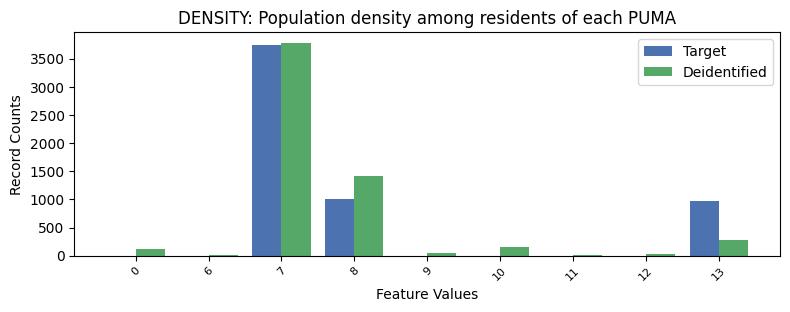 DENSITY: Population density among residents of each PUMA
Target
Deidentified
Record Counts
3500
3000
2500
2000
1500
1000
500
0
0 6 7 8 9 10 11 12 13
Feature Values